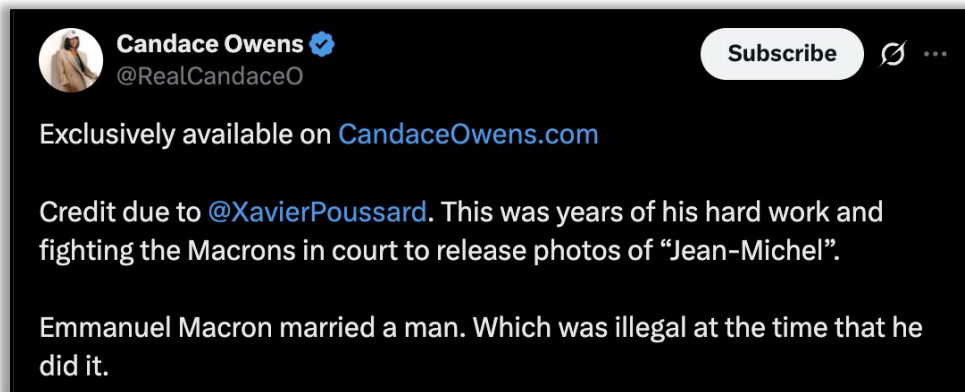 Candace Owens
@RealCandaceO
Subscribe
Exclusively available on CandaceOwens.com
Credit due to @XavierPoussard. This was years of his hard work and
fighting the Macrons in court to release photos of “Jean-Michel”.
Emmanuel Macron married a man. Which was illegal at the time that he
did it.